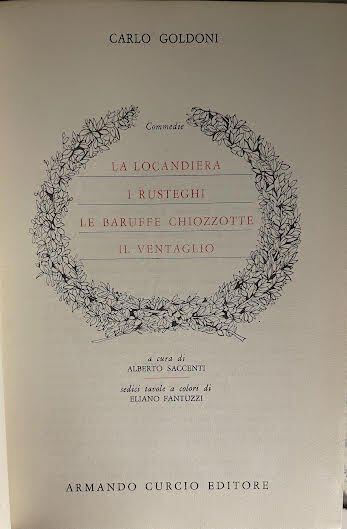 CARLO GOLDONI
Commedie
LA LOCANDIERA
I RUSTEGHI
LE BARUFFE CHIOZZOTTE
IL VENTAGLIO
a cura di
ALBERTO SACCENTI
sedici tavole a colori di
ELIANO FANTUZZI
ARMANDO CURCIO EDITORE